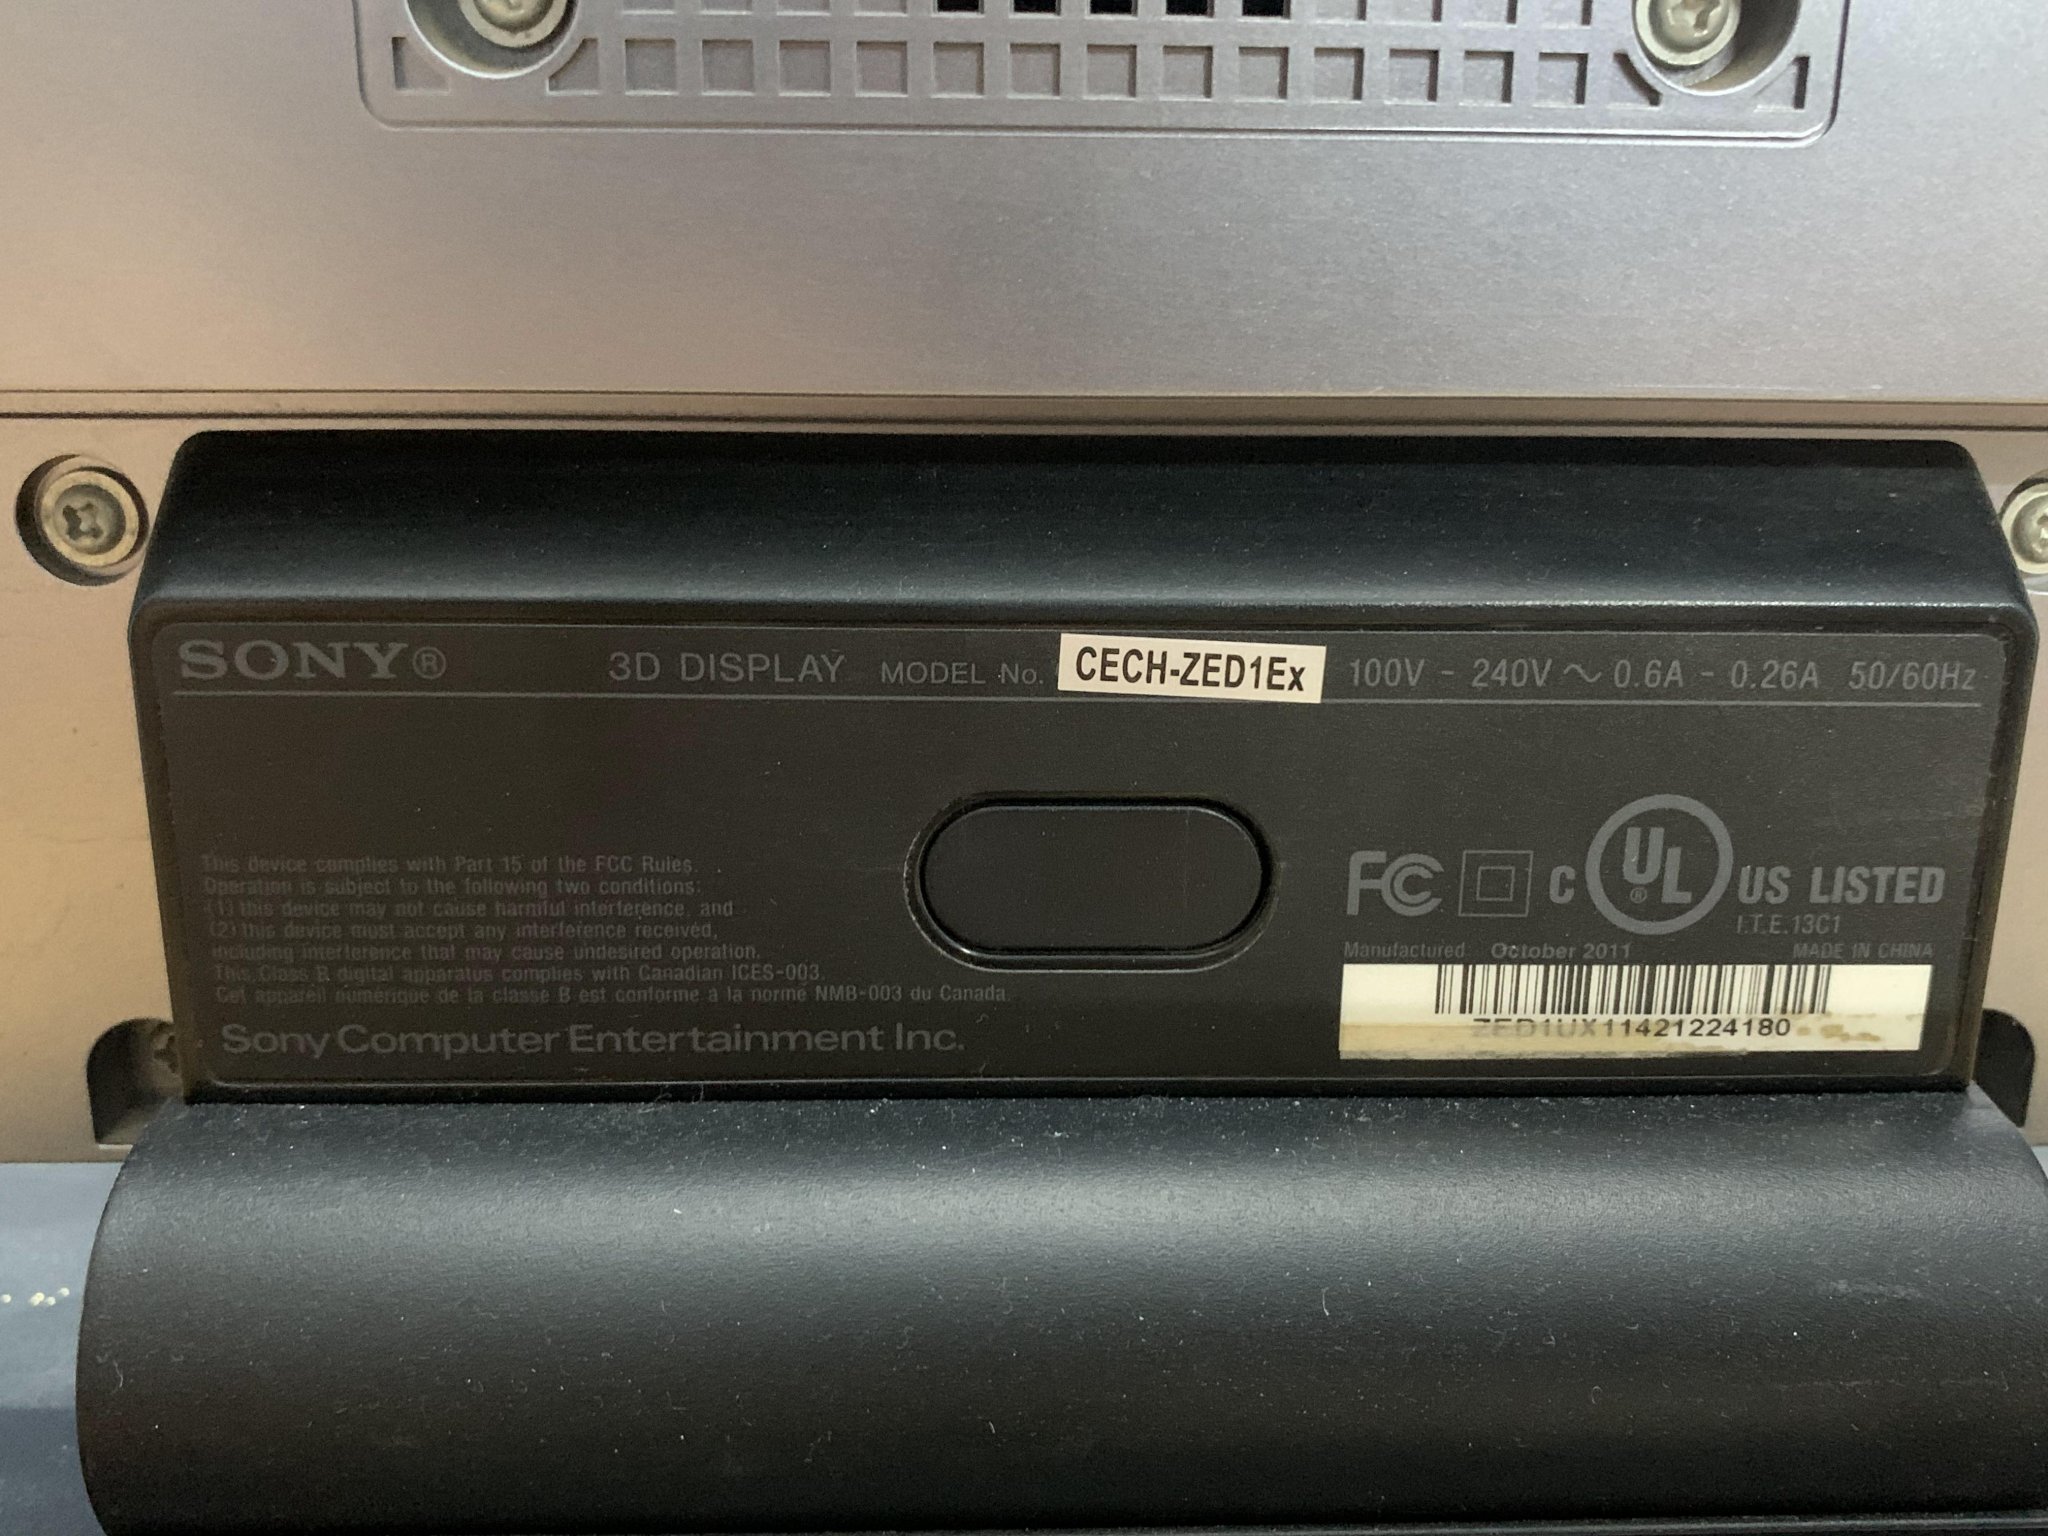 SONY® 3D DISPLAY MODEL No. CECH-ZED1Ex 100V - 240V ~ 0.6A - 0.26A 50/60Hz
This device complies with Part 15 of the FCC Rules.
Operation is subject to the following two conditions:
(1) this device may not cause harmful interference, and
(2) this device must accept any interference received,
including interference that may cause undesired operation.
This Class B digital apparatus complies with Canadian ICES-003.
Cet appareil numérique de la classe B est conforme à la norme NMB-003 du Canada.
Sony Computer Entertainment Inc.
FC C UL® US LISTED
I.T.E.13C1
Manufactured October 2011 MADE IN CHINA
ZED1UX11421224180